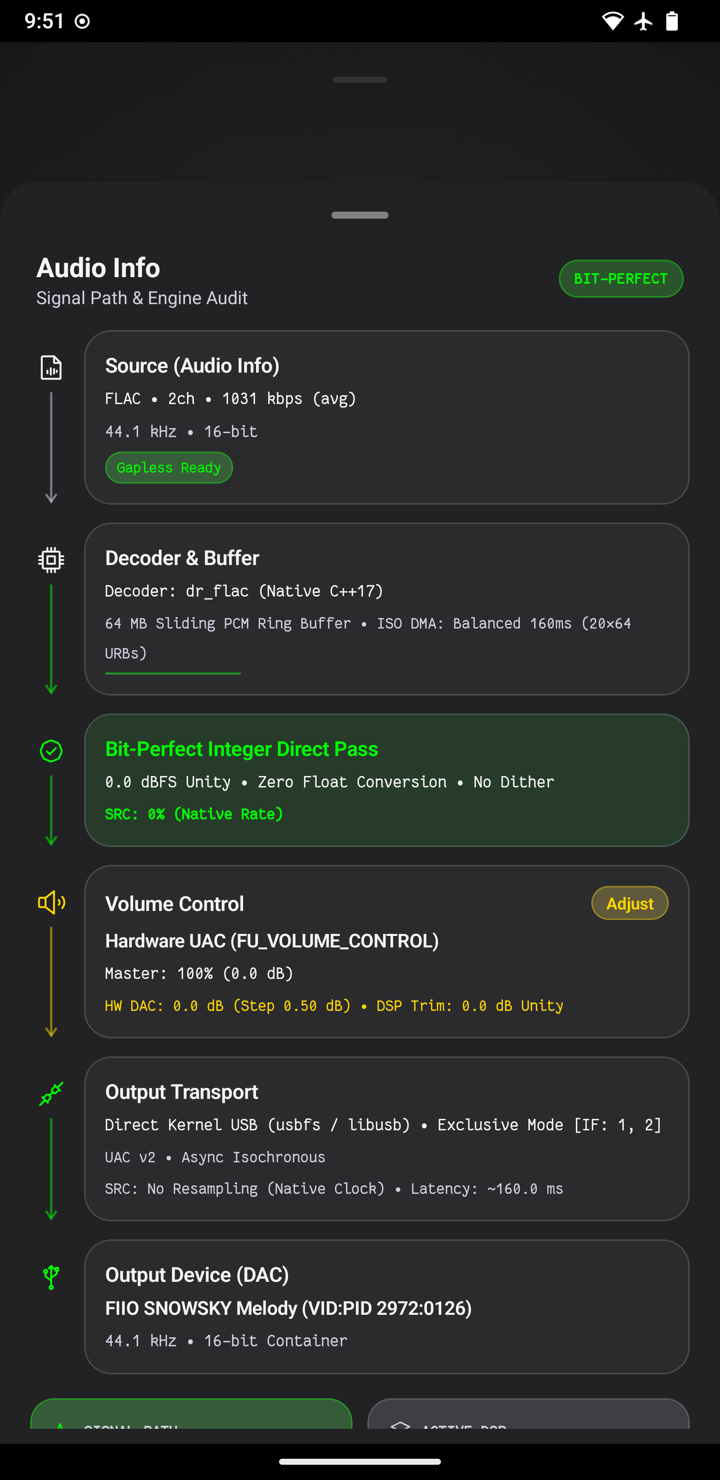 9:51
Audio Info
Signal Path & Engine Audit
BIT-PERFECT
Source (Audio Info)
FLAC • 2ch • 1031 kbps (avg)
44.1 kHz • 16-bit
Gapless Ready
Decoder & Buffer
Decoder: dr_flac (Native C++17)
64 MB Sliding PCM Ring Buffer • ISO DMA: Balanced 160ms (20×64
URBs)
Bit-Perfect Integer Direct Pass
0.0 dBFS Unity • Zero Float Conversion • No Dither
SRC: 0% (Native Rate)
Volume Control
Adjust
Hardware UAC (FU_VOLUME_CONTROL)
Master: 100% (0.0 dB)
HW DAC: 0.0 dB (Step 0.50 dB) • DSP Trim: 0.0 dB Unity
Output Transport
Direct Kernel USB (usbfs / libusb) • Exclusive Mode [IF: 1, 2]
UAC v2 • Async Isochronous
SRC: No Resampling (Native Clock) • Latency: ~160.0 ms
Output Device (DAC)
FIIO SNOWSKY Melody (VID:PID 2972:0126)
44.1 kHz • 16-bit Container